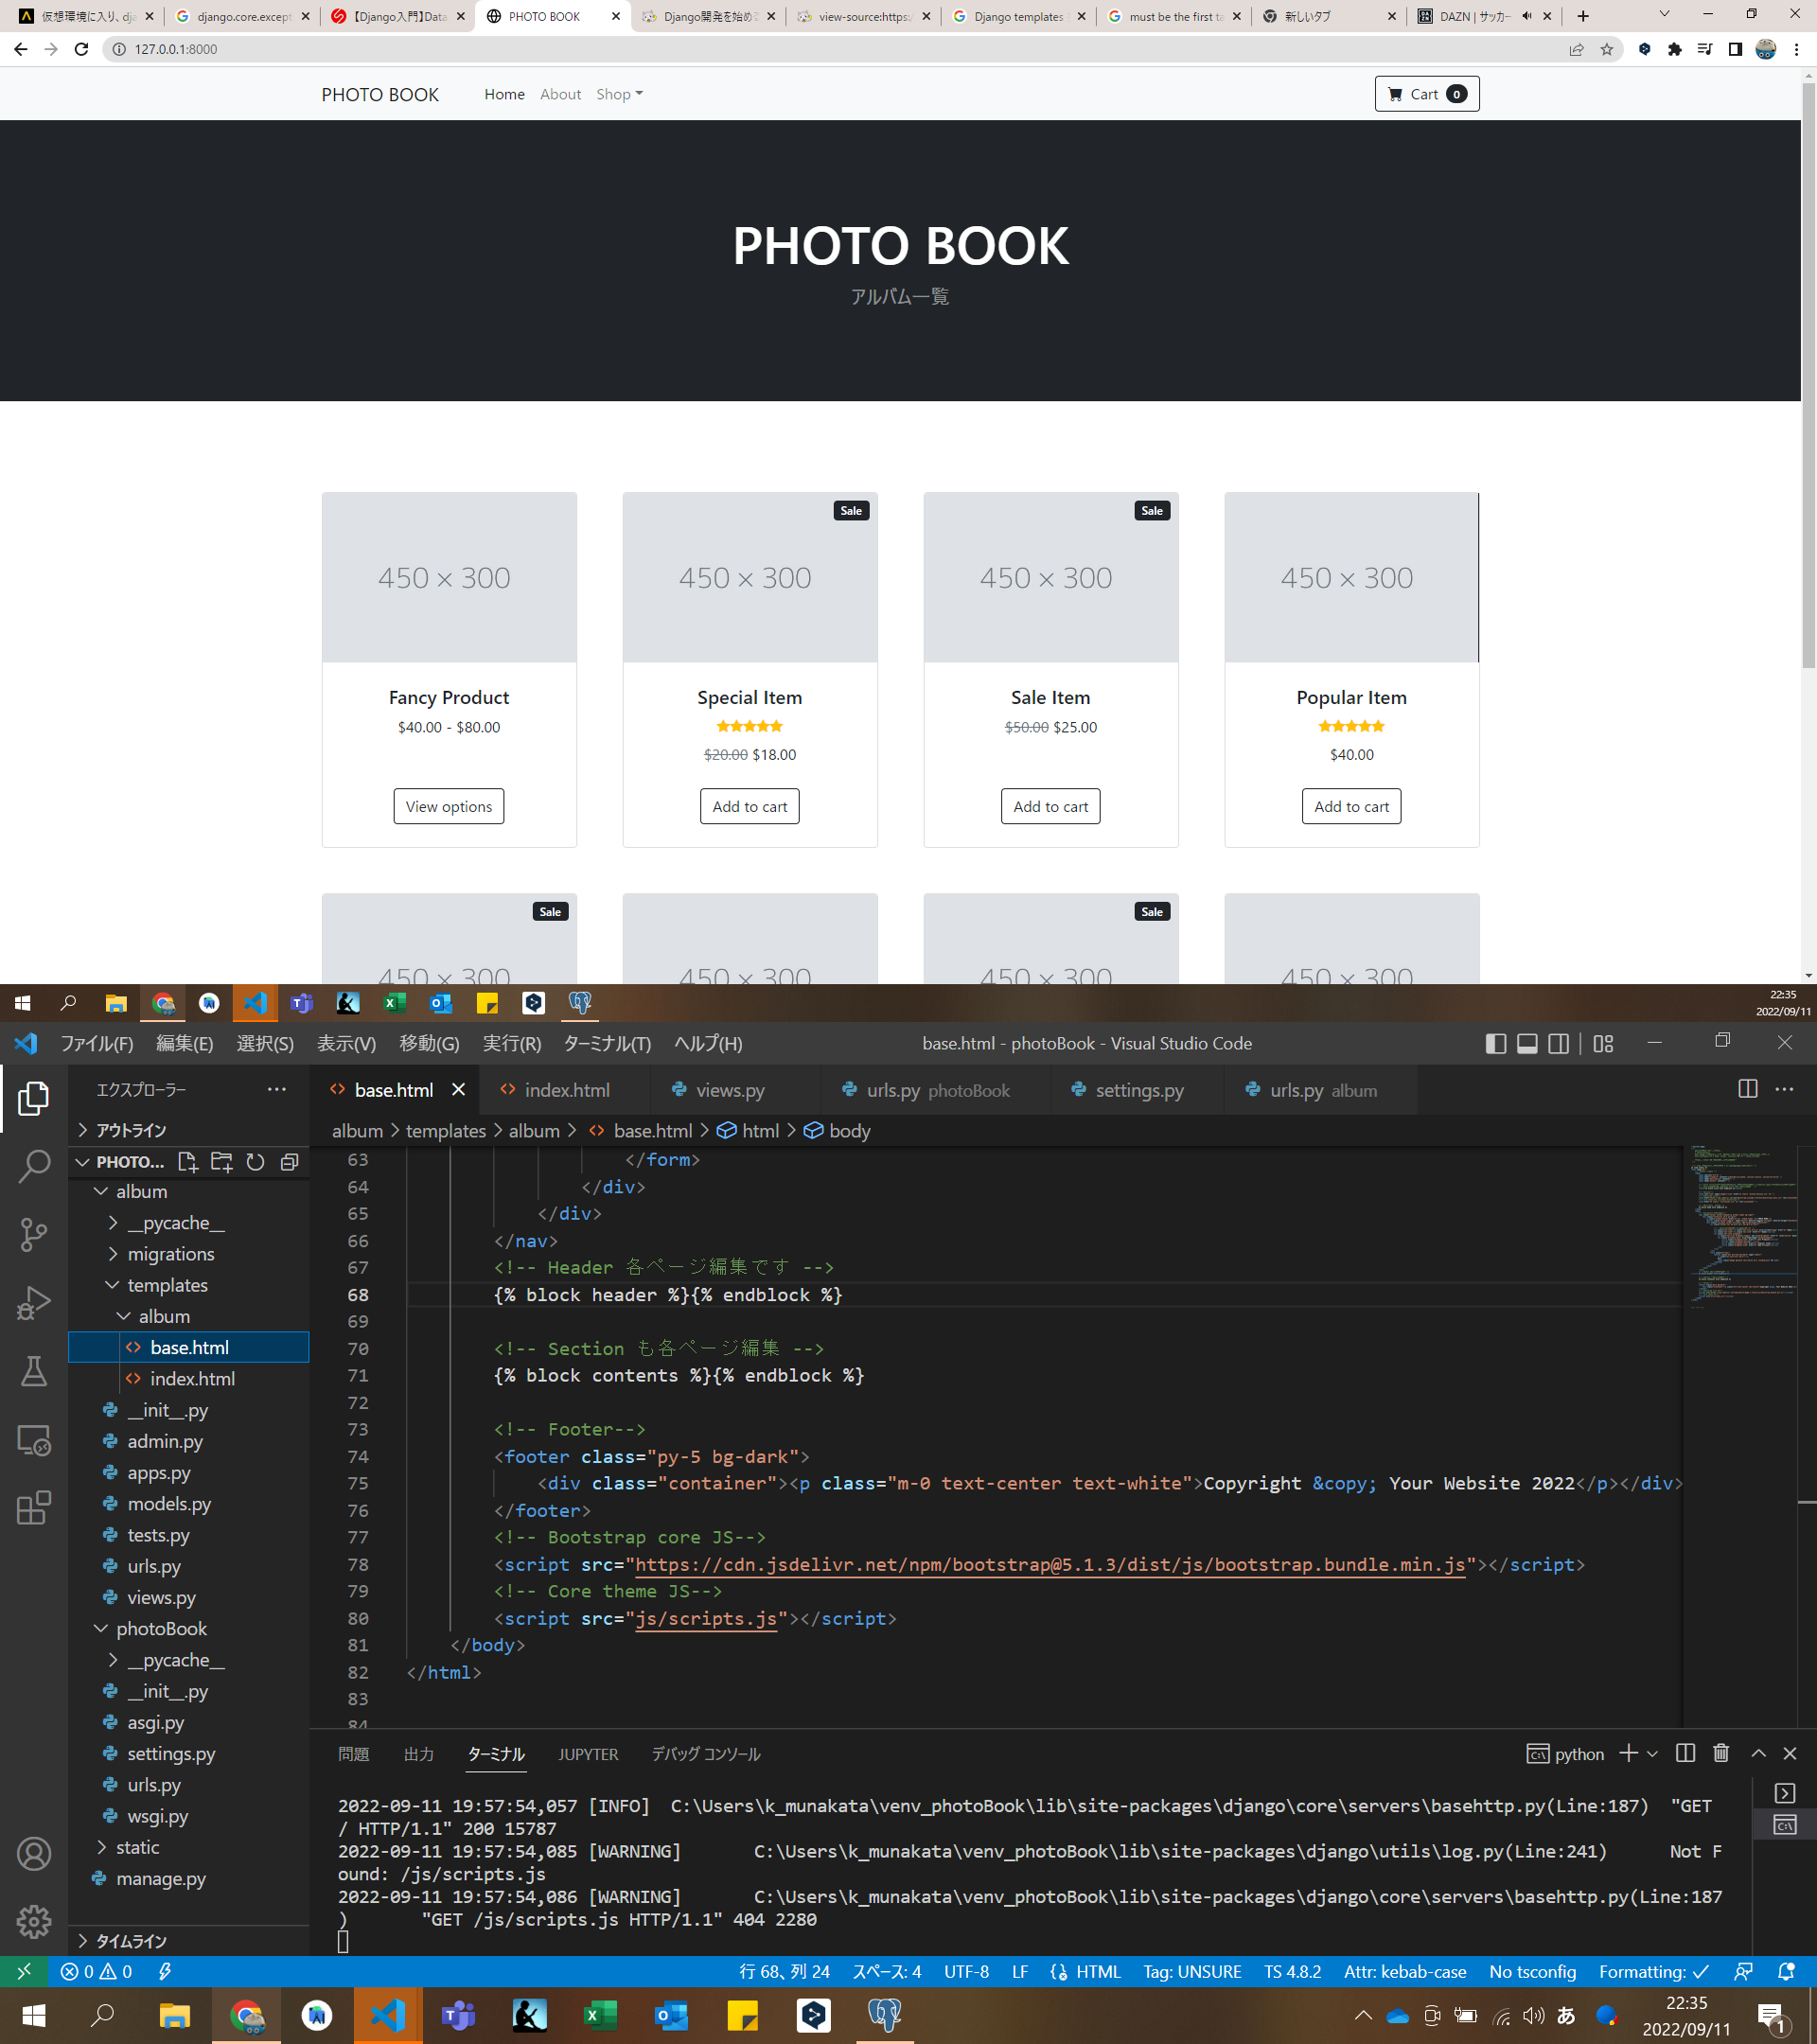 仮想環境に入り、dja
django.core.except
【Django入門】Data
PHOTO BOOK
Django開発を始める
view-source:https:/
Django templates
must be the first ta
新しいタブ
DAZN | サッカー
127.0.0.1:8000
PHOTO BOOK
Home
About
Shop
Cart 0
PHOTO BOOK
アルバム一覧
450 × 300
Sale
450 × 300
Sale
450 × 300
450 × 300
Fancy Product
Special Item
Sale Item
Popular Item
$40.00 - $80.00
$20.00 $18.00
$50.00 $25.00
$40.00
View options
Add to cart
Add to cart
Add to cart
Sale
Sale
450 × 300
450 × 300
450 × 300
450 × 300
22:35
2022/09/11
ファイル(F) 編集(E) 選択(S) 表示(V) 移動(G) 実行(R) ターミナル(T) ヘルプ(H)
base.html - photoBook - Visual Studio Code
エクスプローラー
アウトライン
PHOTO...
album
__pycache__
migrations
templates
album
base.html
index.html
__init__.py
admin.py
apps.py
models.py
tests.py
urls.py
views.py
photoBook
__pycache__
__init__.py
asgi.py
settings.py
urls.py
wsgi.py
static
manage.py
タイムライン
base.html
index.html
views.py
urls.py photoBook
settings.py
urls.py album
album > templates > album > base.html > html > body
63 </form>
64 </div>
65 </div>
66 </nav>
67 <!-- Header 各ページ編集です -->
68 {% block header %}{% endblock %}
69
70 <!-- Section も各ページ編集 -->
71 {% block contents %}{% endblock %}
72
73 <!-- Footer-->
74 <footer class="py-5 bg-dark">
75 <div class="container"><p class="m-0 text-center text-white">Copyright &copy; Your Website 2022</p></div>
76 </footer>
77 <!-- Bootstrap core JS-->
78 <script src="https://cdn.jsdelivr.net/npm/bootstrap@5.1.3/dist/js/bootstrap.bundle.min.js"></script>
79 <!-- Core theme JS-->
80 <script src="js/scripts.js"></script>
81 </body>
82 </html>
83
84
問題 出力 ターミナル JUPYTER デバッグ コンソール
python
2022-09-11 19:57:54,057 [INFO] C:\Users\k_munakata\venv_photoBook\lib\site-packages\django\core\servers\basehttp.py(Line:187) "GET
/ HTTP/1.1" 200 15787
2022-09-11 19:57:54,085 [WARNING] C:\Users\k_munakata\venv_photoBook\lib\site-packages\django\utils\log.py(Line:241) Not F
ound: /js/scripts.js
2022-09-11 19:57:54,086 [WARNING] C:\Users\k_munakata\venv_photoBook\lib\site-packages\django\core\servers\basehttp.py(Line:187
) "GET /js/scripts.js HTTP/1.1" 404 2280
0 0
行 68、列 24 スペース: 4 UTF-8 LF HTML Tag: UNSURE TS 4.8.2 Attr: kebab-case No tsconfig Formatting: ✓
あ
22:35
2022/09/11
1